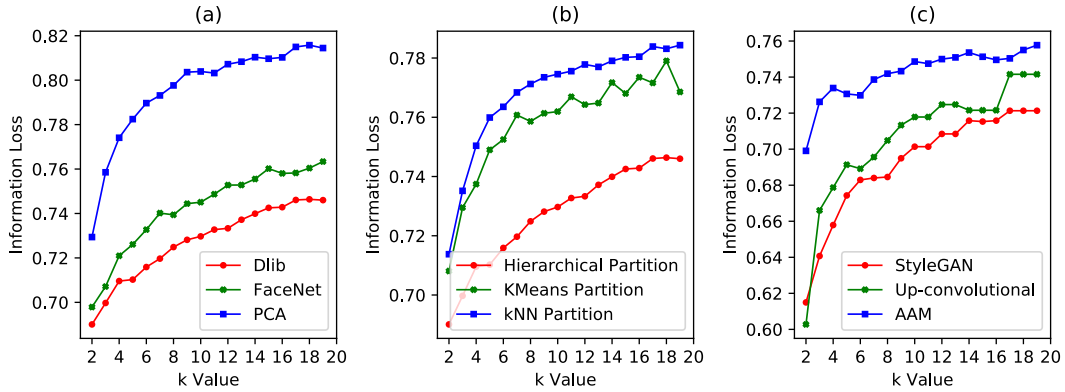 (a)
Information Loss
0.82
0.80
0.78
0.76
0.74
0.72
0.70
Dlib
FaceNet
PCA
2 4 6 8 10 12 14 16 18 20
k Value
(b)
Information Loss
0.78
0.76
0.74
0.72
0.70
Hierarchical Partition
KMeans Partition
kNN Partition
2 4 6 8 10 12 14 16 18 20
k Value
(c)
Information Loss
0.76
0.74
0.72
0.70
0.68
0.66
0.64
0.62
0.60
StyleGAN
Up-convolutional
AAM
2 4 6 8 10 12 14 16 18 20
k Value